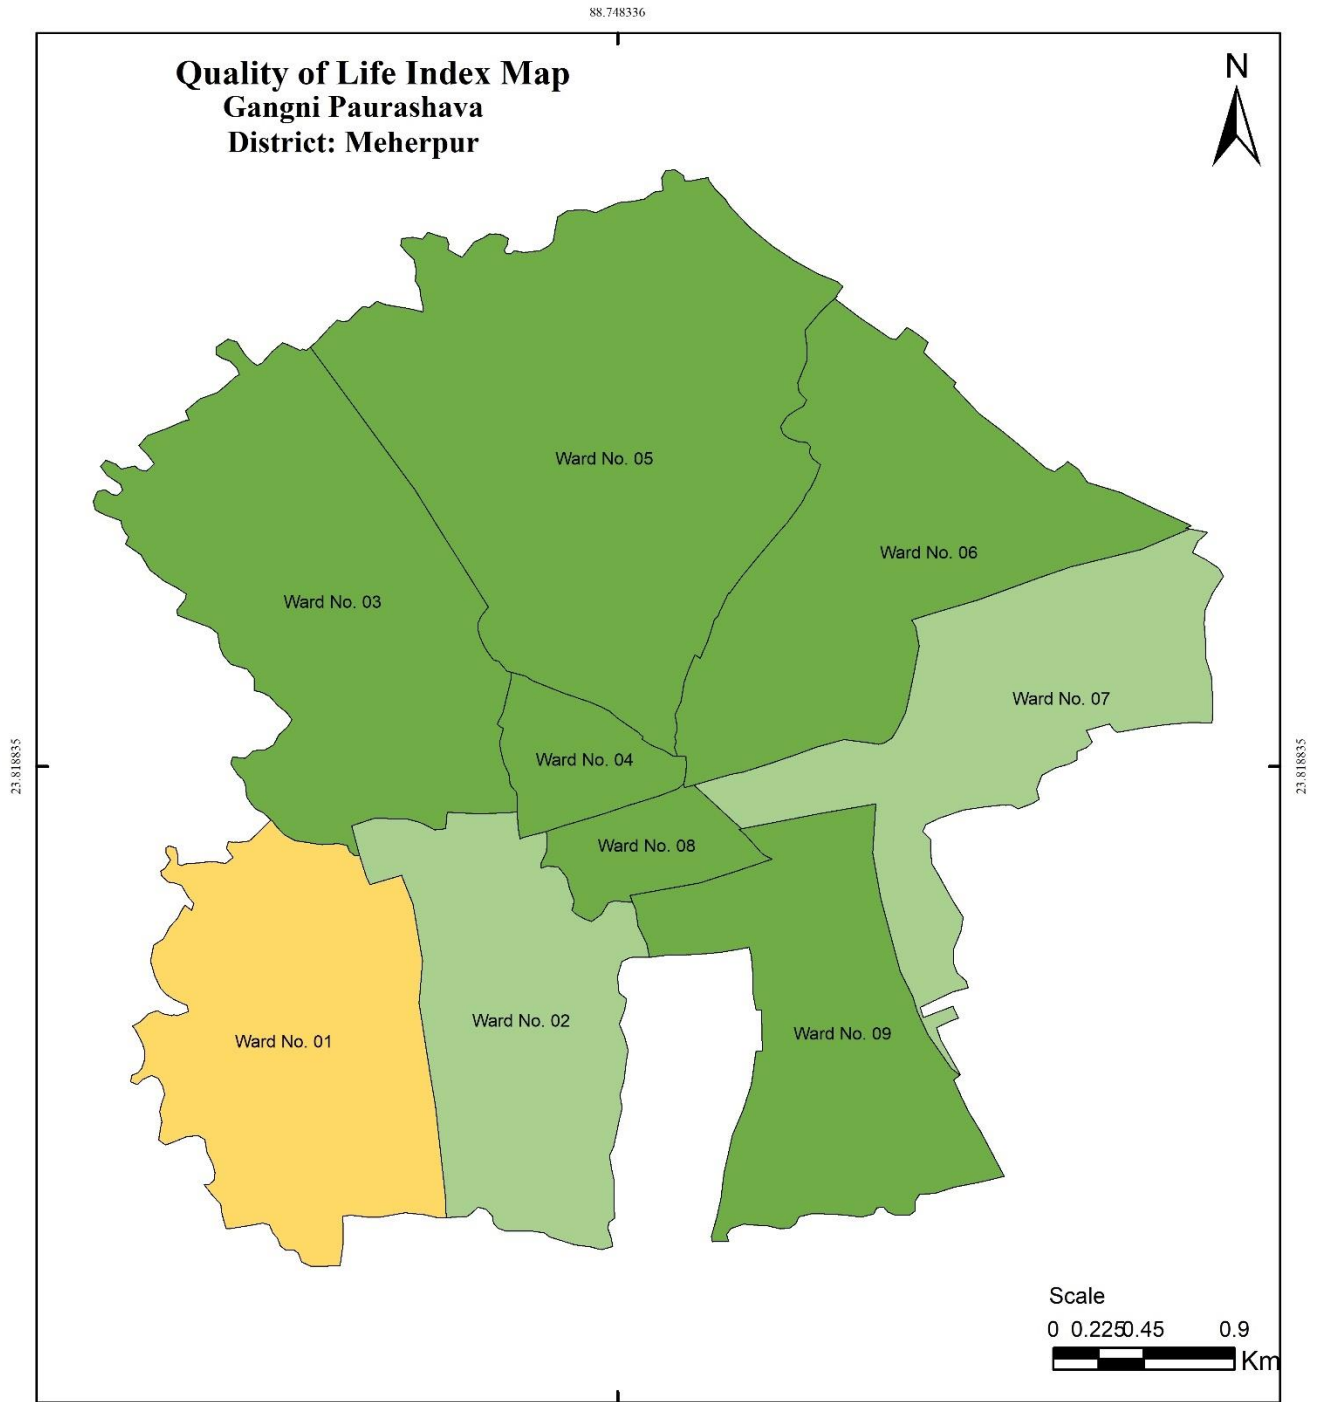 88.748336
Quality of Life Index Map
Gangni Paurashava
District: Meherpur
N
Ward No. 05
Ward No. 06
Ward No. 03
Ward No. 07
23.818835
Ward No. 04
23.818835
Ward No. 08
Ward No. 02
Ward No. 09
Ward No. 01
Scale
0 0.225 0.45 0.9
Km